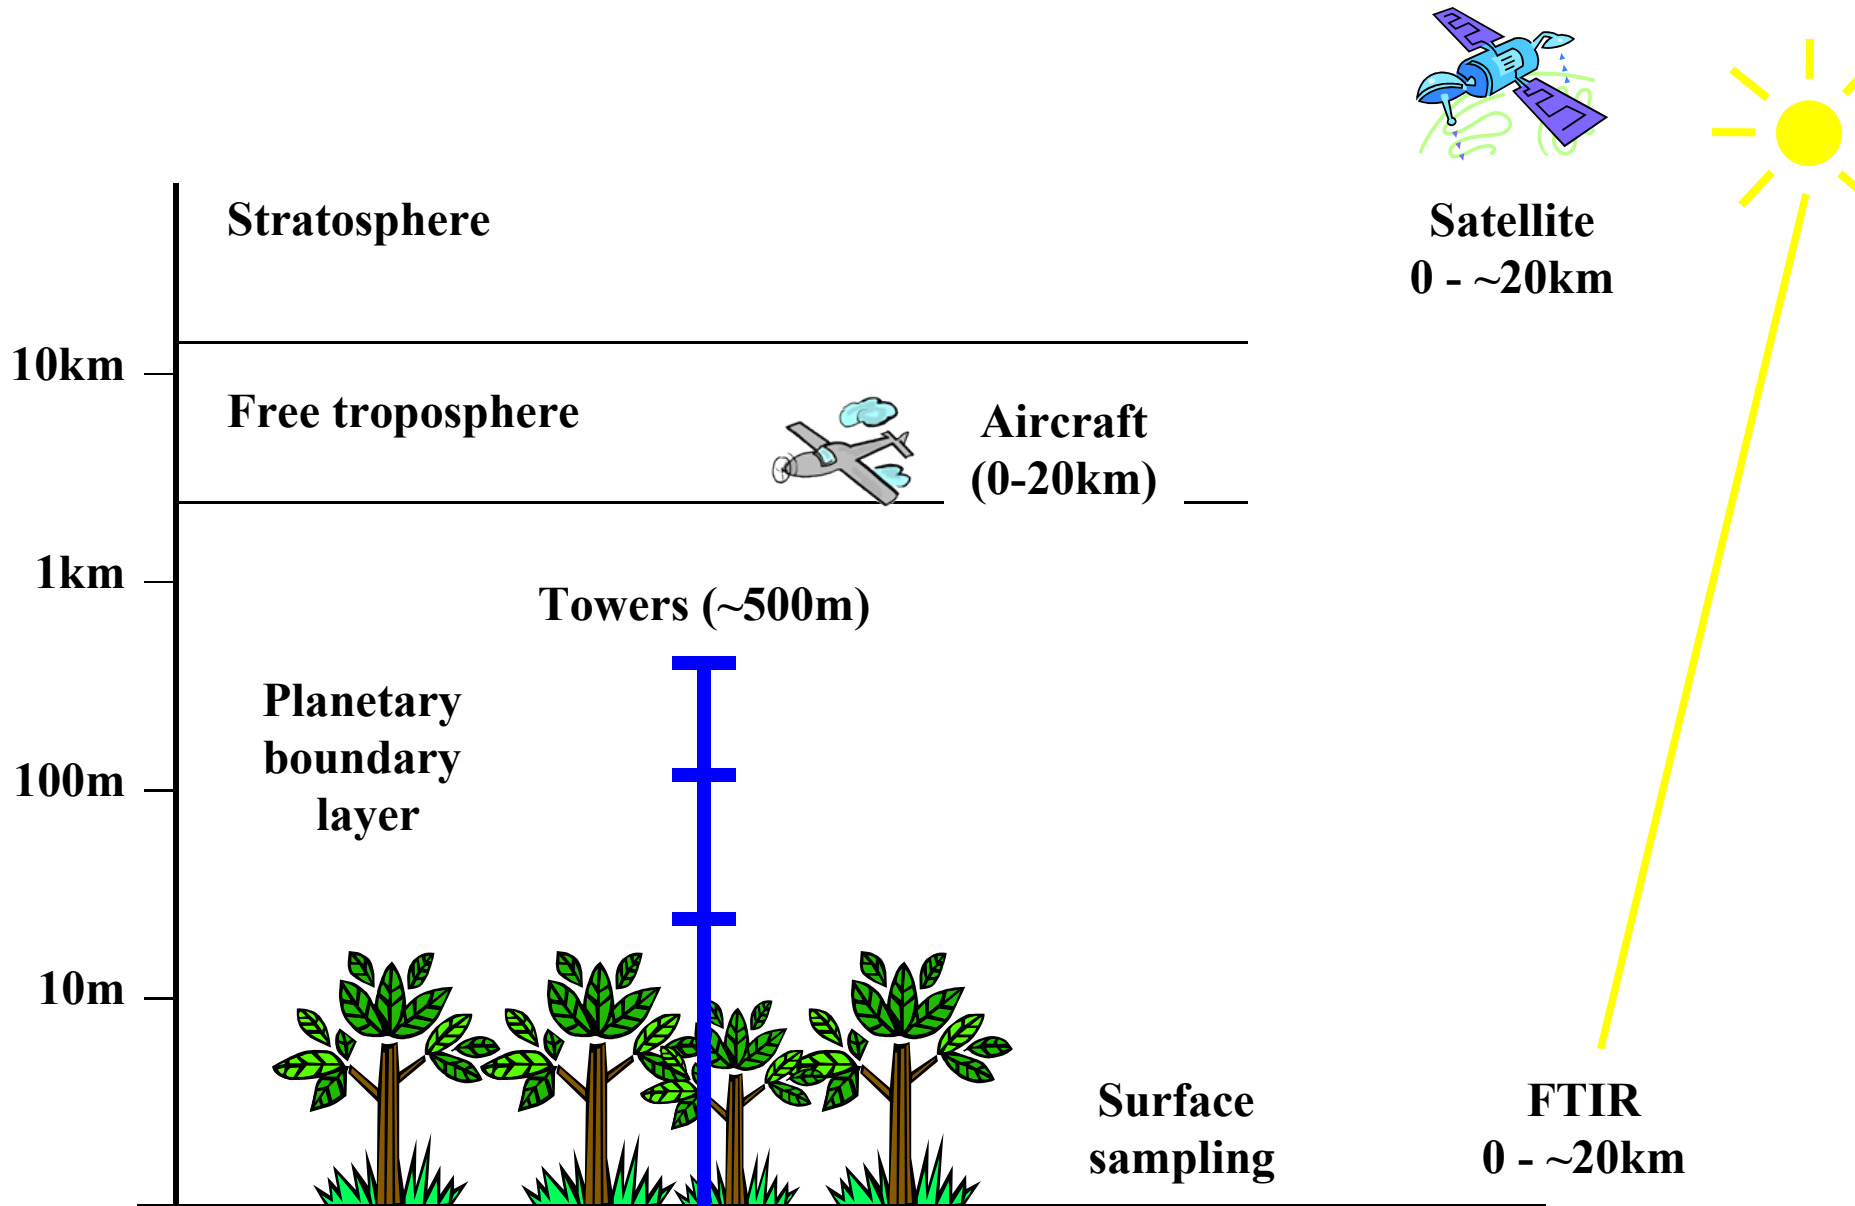 Stratosphere
Satellite
0 - ~20km
10km
Free troposphere
Aircraft
(0-20km)
1km
Towers (~500m)
Planetary
boundary
layer
100m
10m
Surface
sampling
FTIR
0 - ~20km